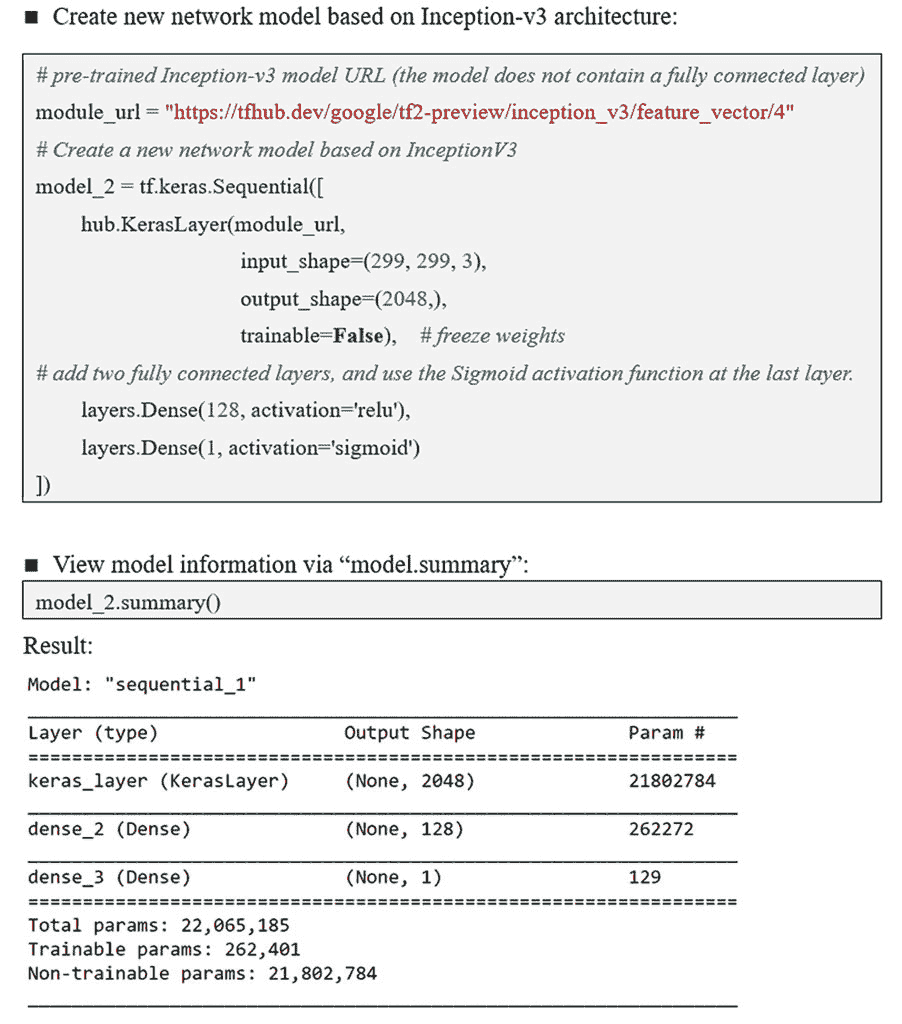 ■ Create new network model based on Inception-v3 architecture:
# pre-trained Inception-v3 model URL (the model does not contain a fully connected layer)
module_url = "https://tfhub.dev/google/tf2-preview/inception_v3/feature_vector/4"
# Create a new network model based on InceptionV3
model_2 = tf.keras.Sequential([
hub.KerasLayer(module_url,
input_shape=(299, 299, 3),
output_shape=(2048,),
trainable=False), # freeze weights
# add two fully connected layers, and use the Sigmoid activation function at the last layer.
layers.Dense(128, activation='relu'),
layers.Dense(1, activation='sigmoid')
])
■ View model information via “model.summary”:
model_2.summary()
Result:
Model: "sequential_1"
Layer (type) Output Shape Param #
=================================================================
keras_layer (KerasLayer) (None, 2048) 21802784
dense_2 (Dense) (None, 128) 262272
dense_3 (Dense) (None, 1) 129
=================================================================
Total params: 22,065,185
Trainable params: 262,401
Non-trainable params: 21,802,784